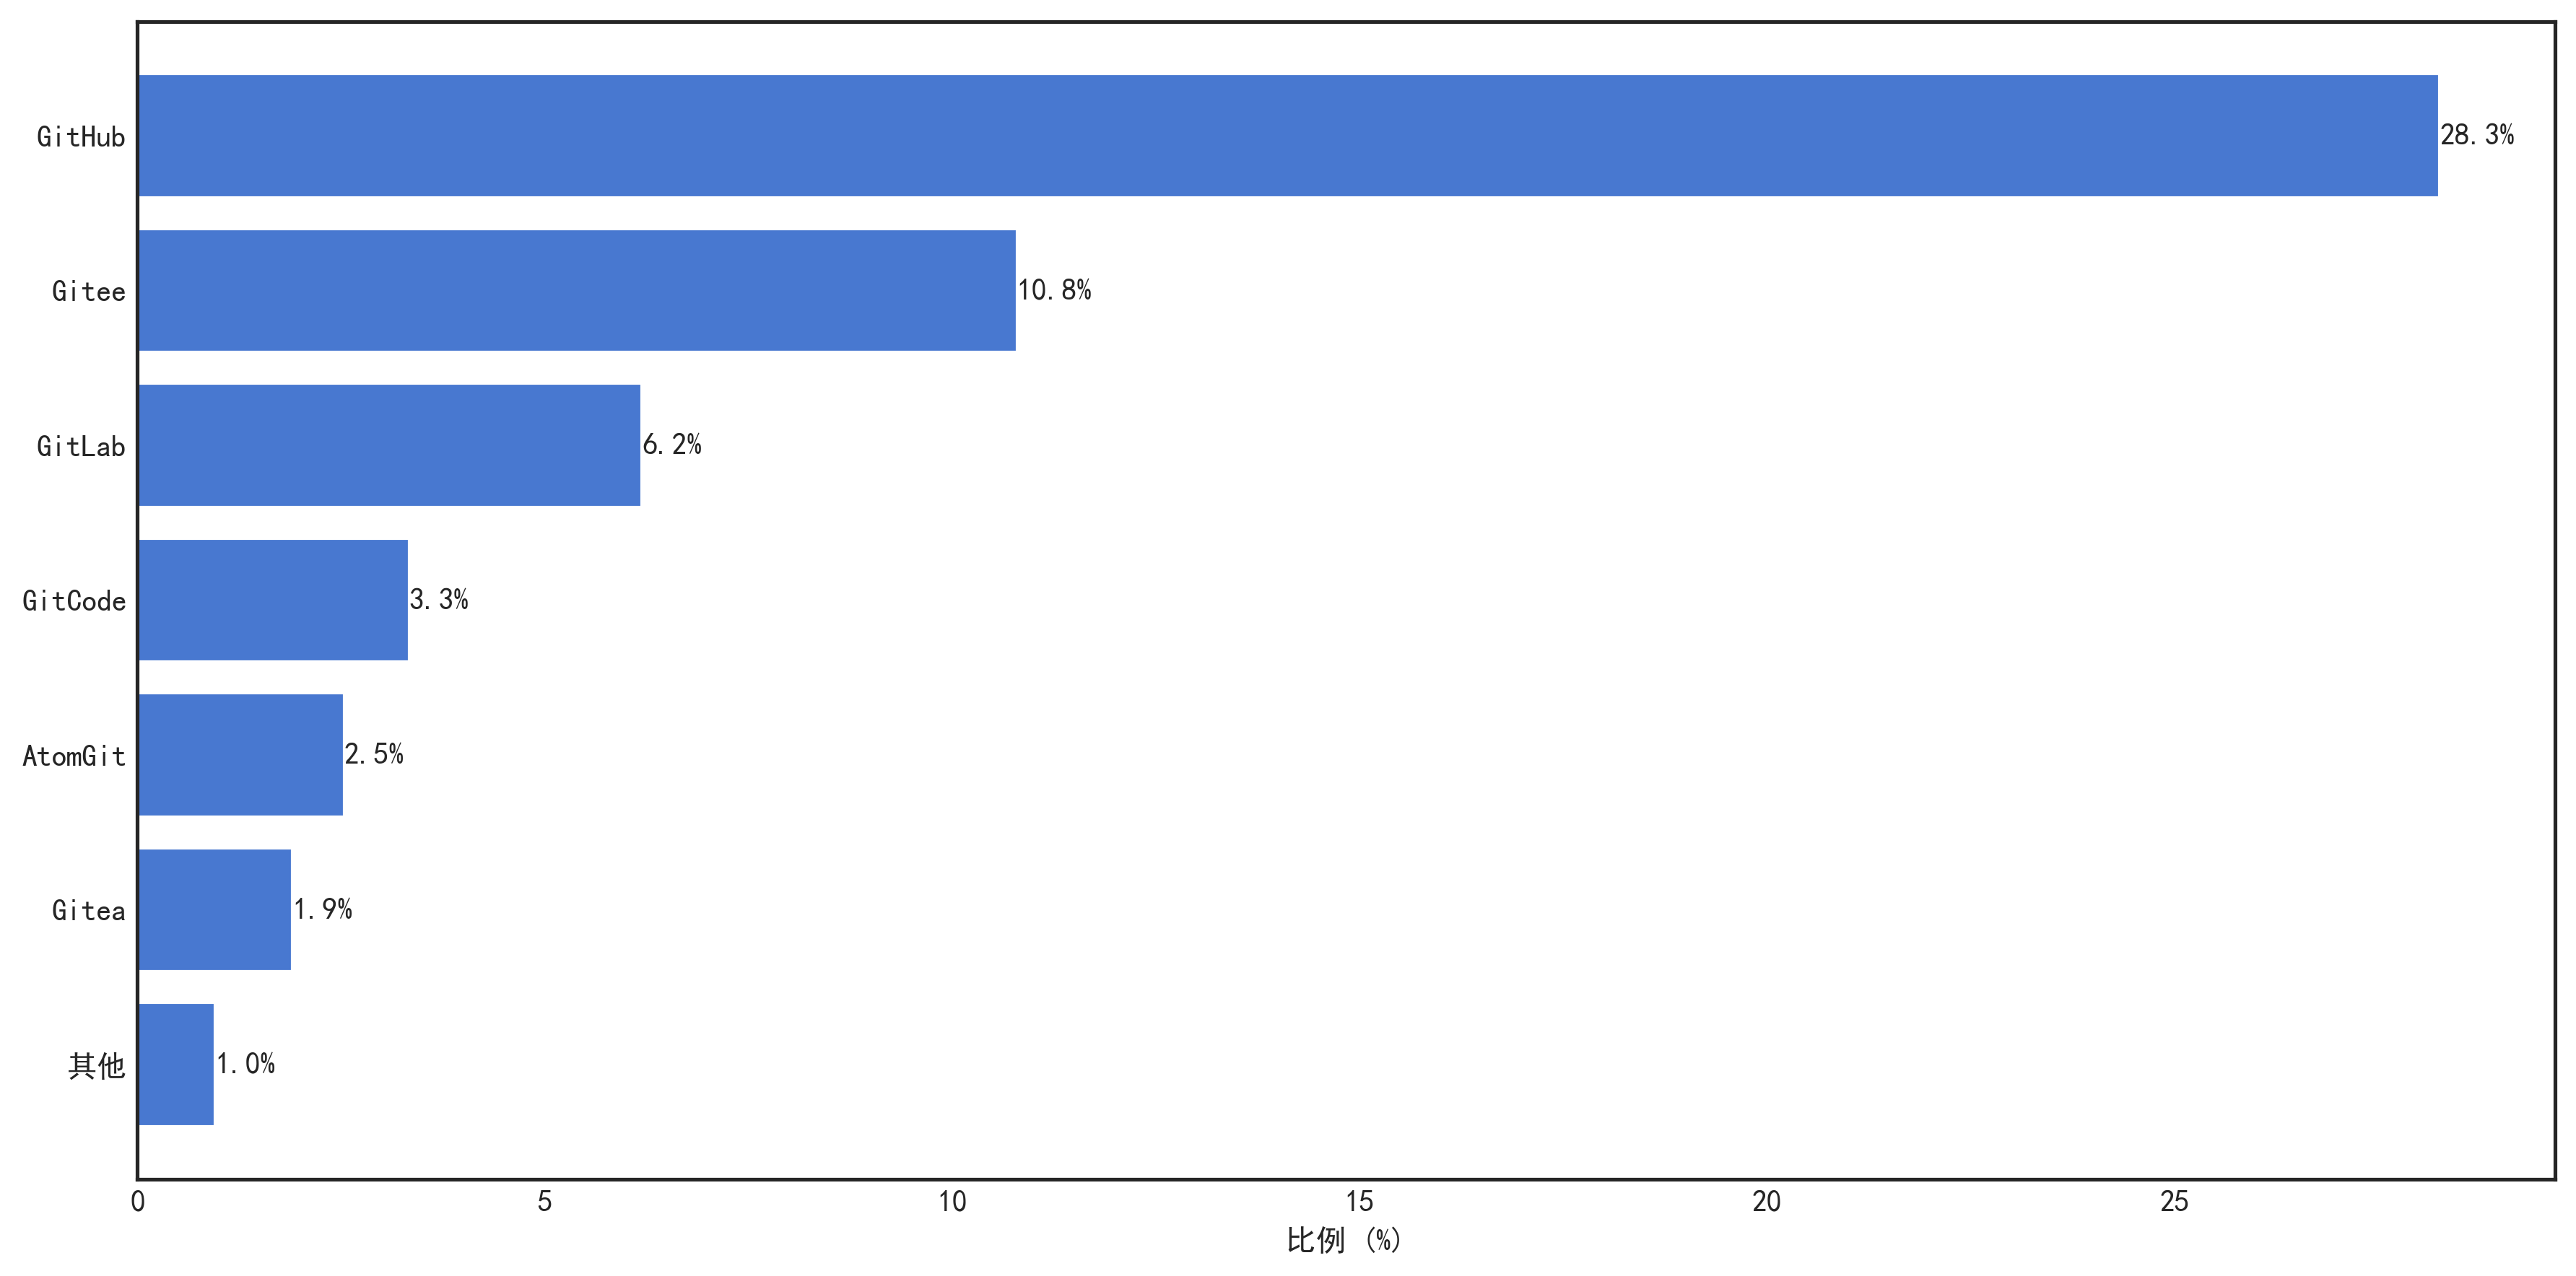 GitHub 28.3%
Gitee 10.8%
GitLab 6.2%
GitCode 3.3%
AtomGit 2.5%
Gitea 1.9%
其他 1.0%
0 5 10 15 20 25
比例 (%)